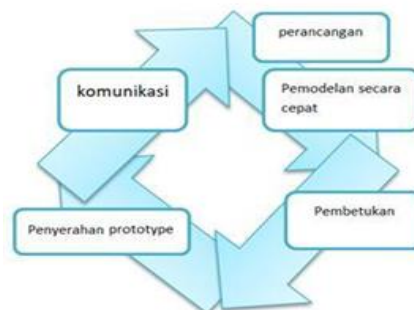 perancangan
komunikasi
Pemodelan secara
cepat
Pembetukan
Penyerahan prototype